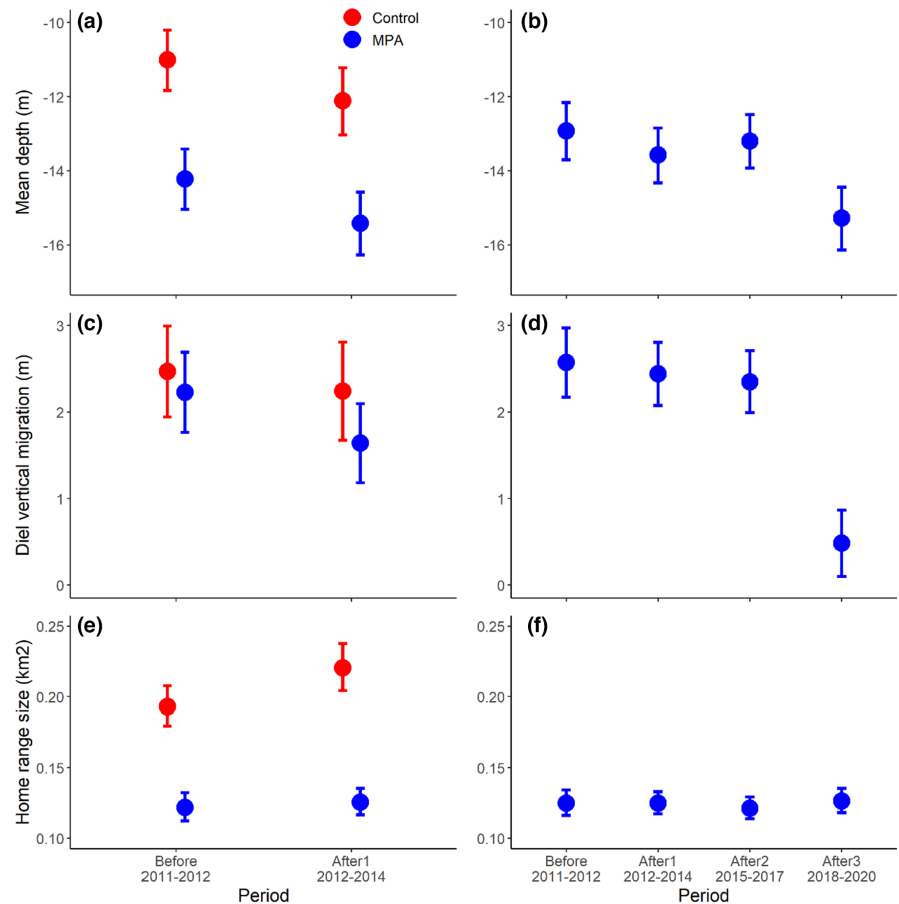 (a)
Control
MPA
(b)
Mean depth (m)
-10
-12
-14
-16
-10
-12
-14
-16
(c)
(d)
Diel vertical migration (m)
3
2
1
0
3
2
1
0
(e)
(f)
Home range size (km2)
0.25
0.20
0.15
0.10
0.25
0.20
0.15
0.10
Before
2011-2012
After1
2012-2014
Period
Before
2011-2012
After1
2012-2014
After2
2015-2017
After3
2018-2020
Period